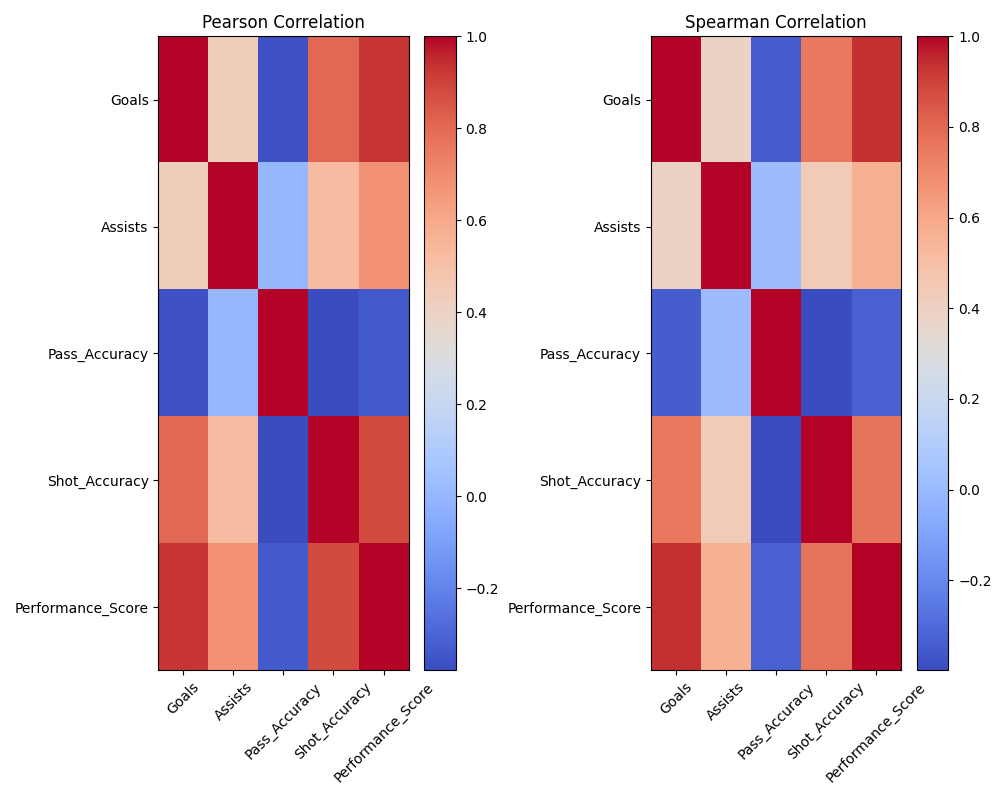 Pearson Correlation
Goals
Assists
Pass_Accuracy
Shot_Accuracy
Performance_Score
Goals
Assists
Pass_Accuracy
Shot_Accuracy
Performance_Score
1.0
0.8
0.6
0.4
0.2
0.0
−0.2
Spearman Correlation
Goals
Assists
Pass_Accuracy
Shot_Accuracy
Performance_Score
Goals
Assists
Pass_Accuracy
Shot_Accuracy
Performance_Score
1.0
0.8
0.6
0.4
0.2
0.0
−0.2